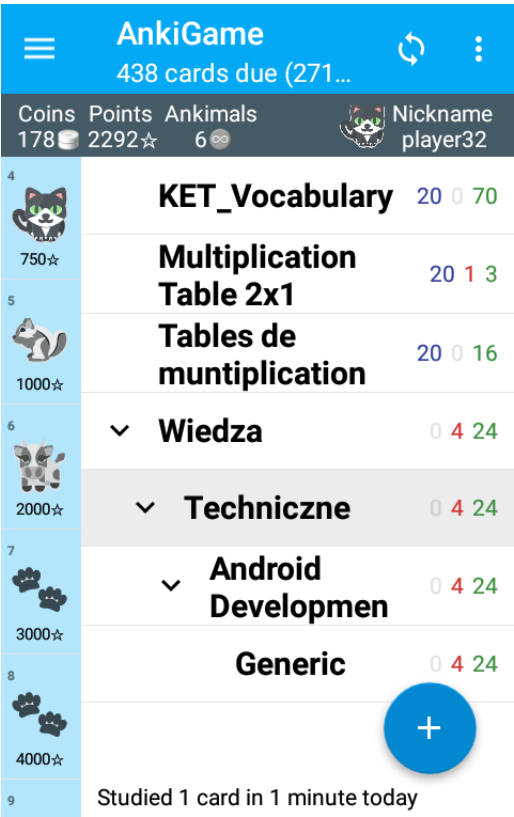 AnkiGame
438 cards due (271...
Coins Points Ankimals Nickname
178 2292☆ 6 player32
4
750☆
5
1000☆
6
2000☆
7
3000☆
8
4000☆
9
KET_Vocabulary 20 0 70
Multiplication
Table 2x1 20 1 3
Tables de
muntiplication 20 0 16
Wiedza 0 4 24
Techniczne 0 4 24
Android
Developmen 0 4 24
Generic 0 4 24
+
Studied 1 card in 1 minute today